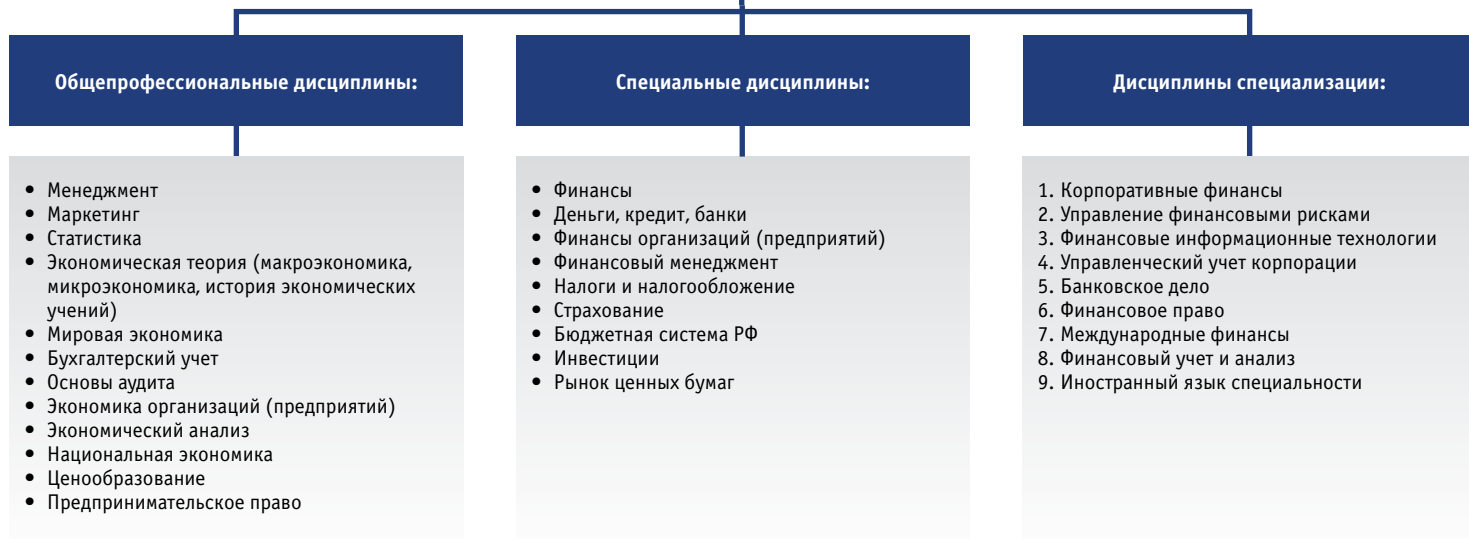 Общепрофессиональные дисциплины:
• Менеджмент
• Маркетинг
• Статистика
• Экономическая теория (макроэкономика,
микроэкономика, история экономических
учений)
• Мировая экономика
• Бухгалтерский учет
• Основы аудита
• Экономика организаций (предприятий)
• Экономический анализ
• Национальная экономика
• Ценообразование
• Предпринимательское право
Специальные дисциплины:
• Финансы
• Деньги, кредит, банки
• Финансы организаций (предприятий)
• Финансовый менеджмент
• Налоги и налогообложение
• Страхование
• Бюджетная система РФ
• Инвестиции
• Рынок ценных бумаг
Дисциплины специализации:
1. Корпоративные финансы
2. Управление финансовыми рисками
3. Финансовые информационные технологии
4. Управленческий учет корпорации
5. Банковское дело
6. Финансовое право
7. Международные финансы
8. Финансовый учет и анализ
9. Иностранный язык специальности